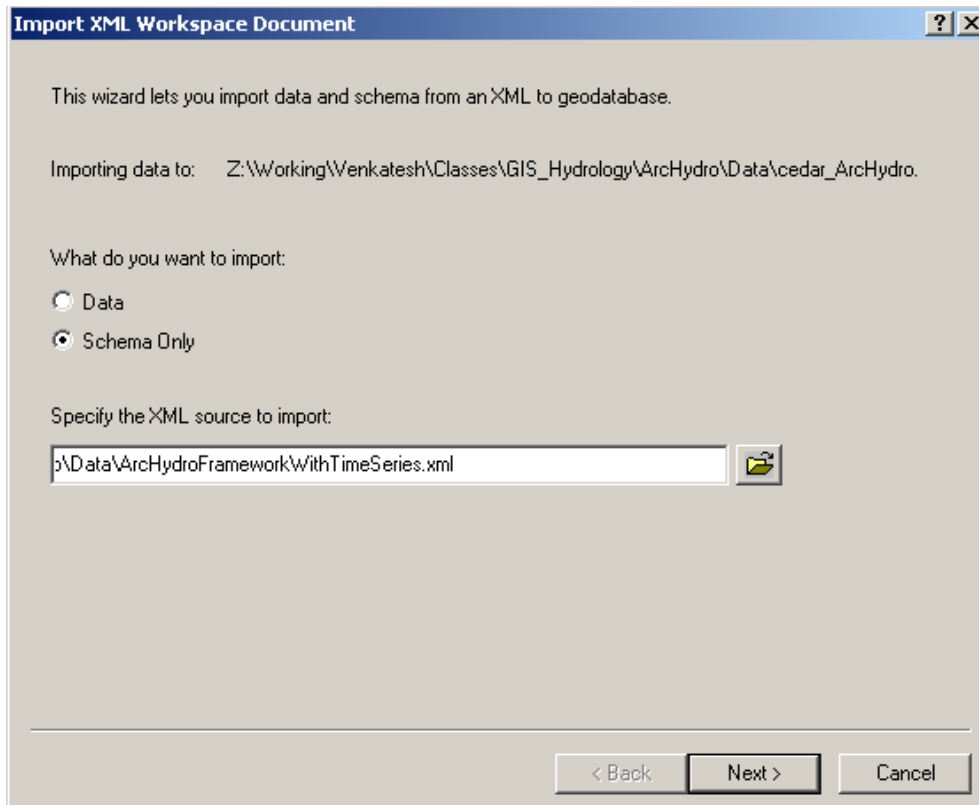 Import XML Workspace Document
This wizard lets you import data and schema from an XML to geodatabase.
Importing data to: Z:\Working\Venkatesh\Classes\GIS_Hydrology\ArcHydro\Data\cedar_ArcHydro.
What do you want to import:
Data
Schema Only
Specify the XML source to import:
\Data\ArcHydroFrameworkWithTimeSeries.xml
< Back
Next >
Cancel